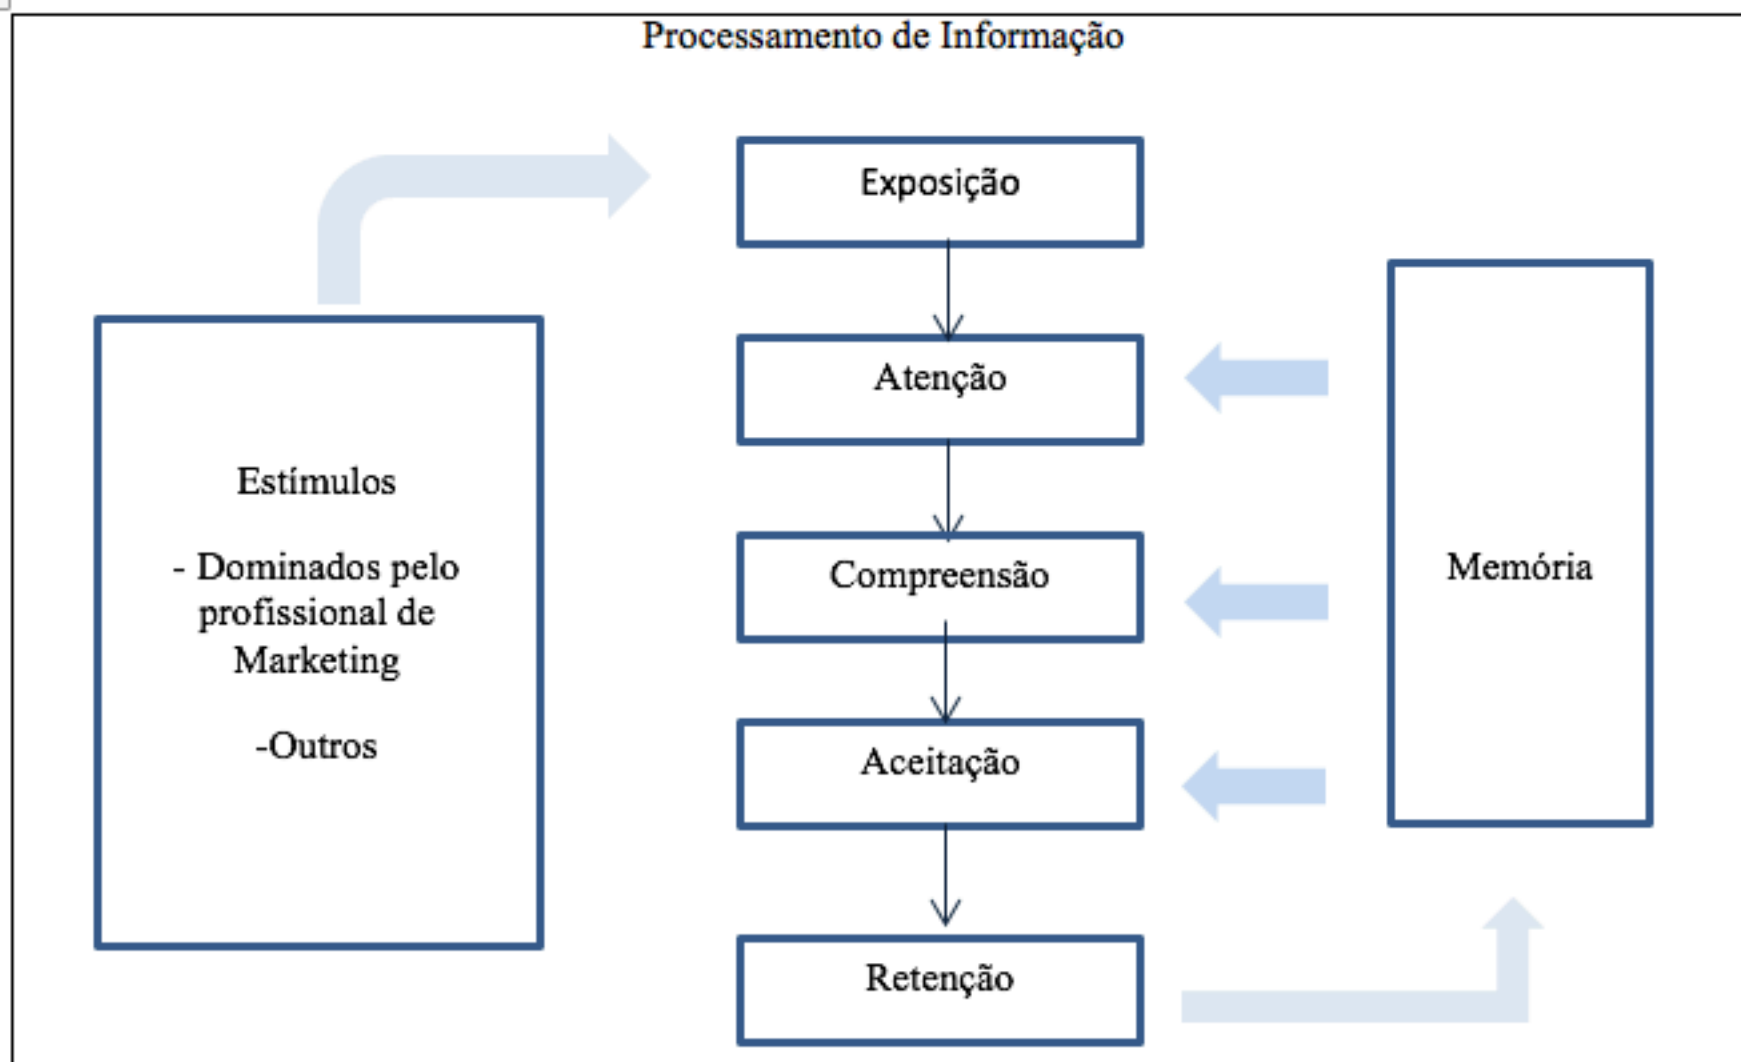 Processamento de Informação
Exposição
Atenção
Compreensão
Aceitação
Retenção
Estímulos
- Dominados pelo
profissional de
Marketing
-Outros
Memória